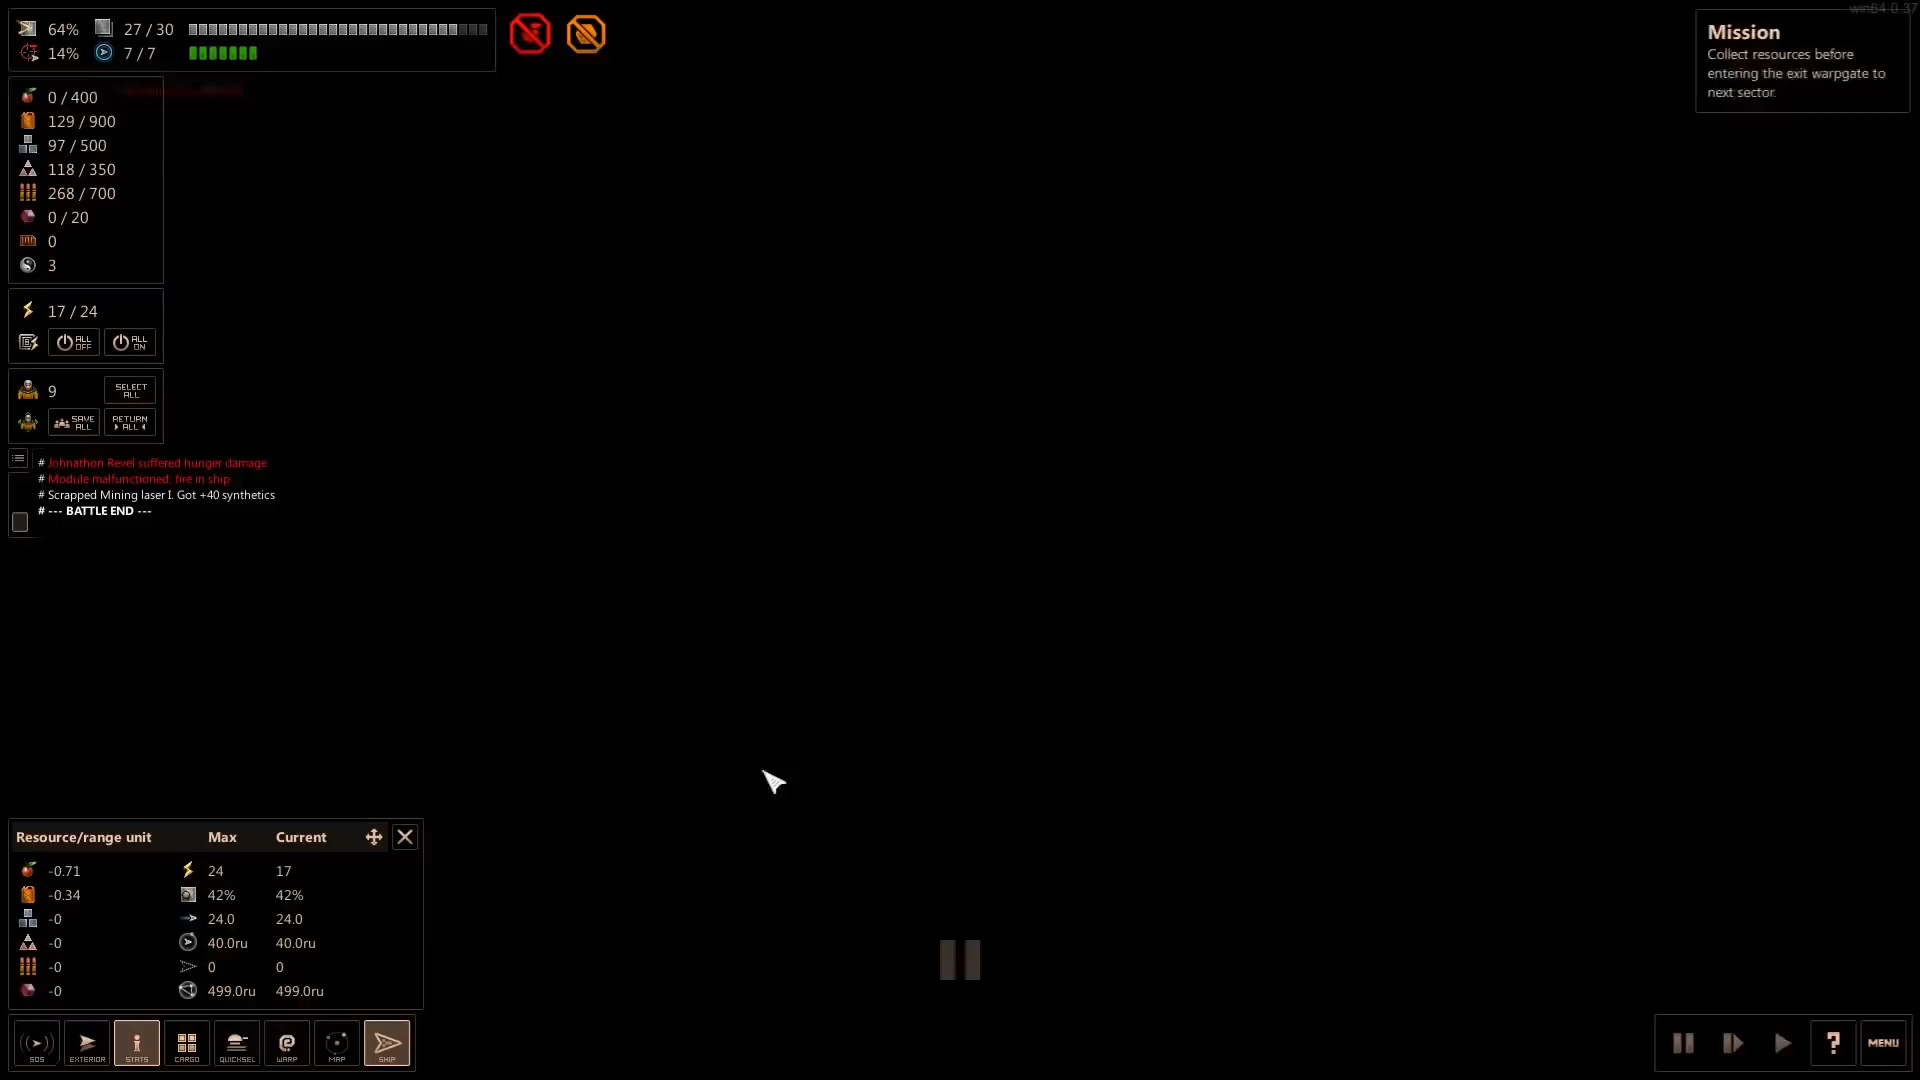 64%
27 / 30
14%
7 / 7
win64.0.37
Mission
Collect resources before
entering the exit warpgate to
next sector.
0 / 400
129 / 900
97 / 500
118 / 350
268 / 700
0 / 20
0
3
17 / 24
ALL OFF
ALL ON
9
SELECT ALL
SAVE ALL
RETURN ALL
# Johnathon Revel suffered hunger damage
# Module malfunctioned, fire in ship
# Scrapped Mining laser I. Got +40 synthetics
# --- BATTLE END ---
Resource/range unit Max Current
-0.71 24 17
-0.34 42% 42%
-0 24.0 24.0
-0 40.0ru 40.0ru
-0 0 0
-0 499.0ru 499.0ru
SOS EXTERIOR STATS CARGO QUICKSEL WARP MAP SHIP
? MENU